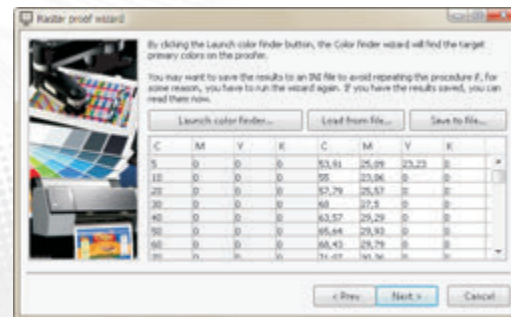 Raster proof wizard
By clicking the Launch color finder button, the Color finder wizard will find the target
primary colors on the proofer.
You may want to save the results to an INI file to avoid repeating the procedure if, for
some reason, you have to run the wizard again. If you have the results saved, you can
read them now.
Launch color finder... Load from file... Save to file...
C M Y K C M Y K
5 0 0 0 53,91 25,09 23,23 0
10 0 0 0 55 23,06 0 0
20 0 0 0 57,79 25,57 0 0
30 0 0 0 60 27,5 0 0
40 0 0 0 63,57 29,29 0 0
50 0 0 0 65,64 29,93 0 0
60 0 0 0 68,43 29,79 0 0
< Prev Next > Cancel